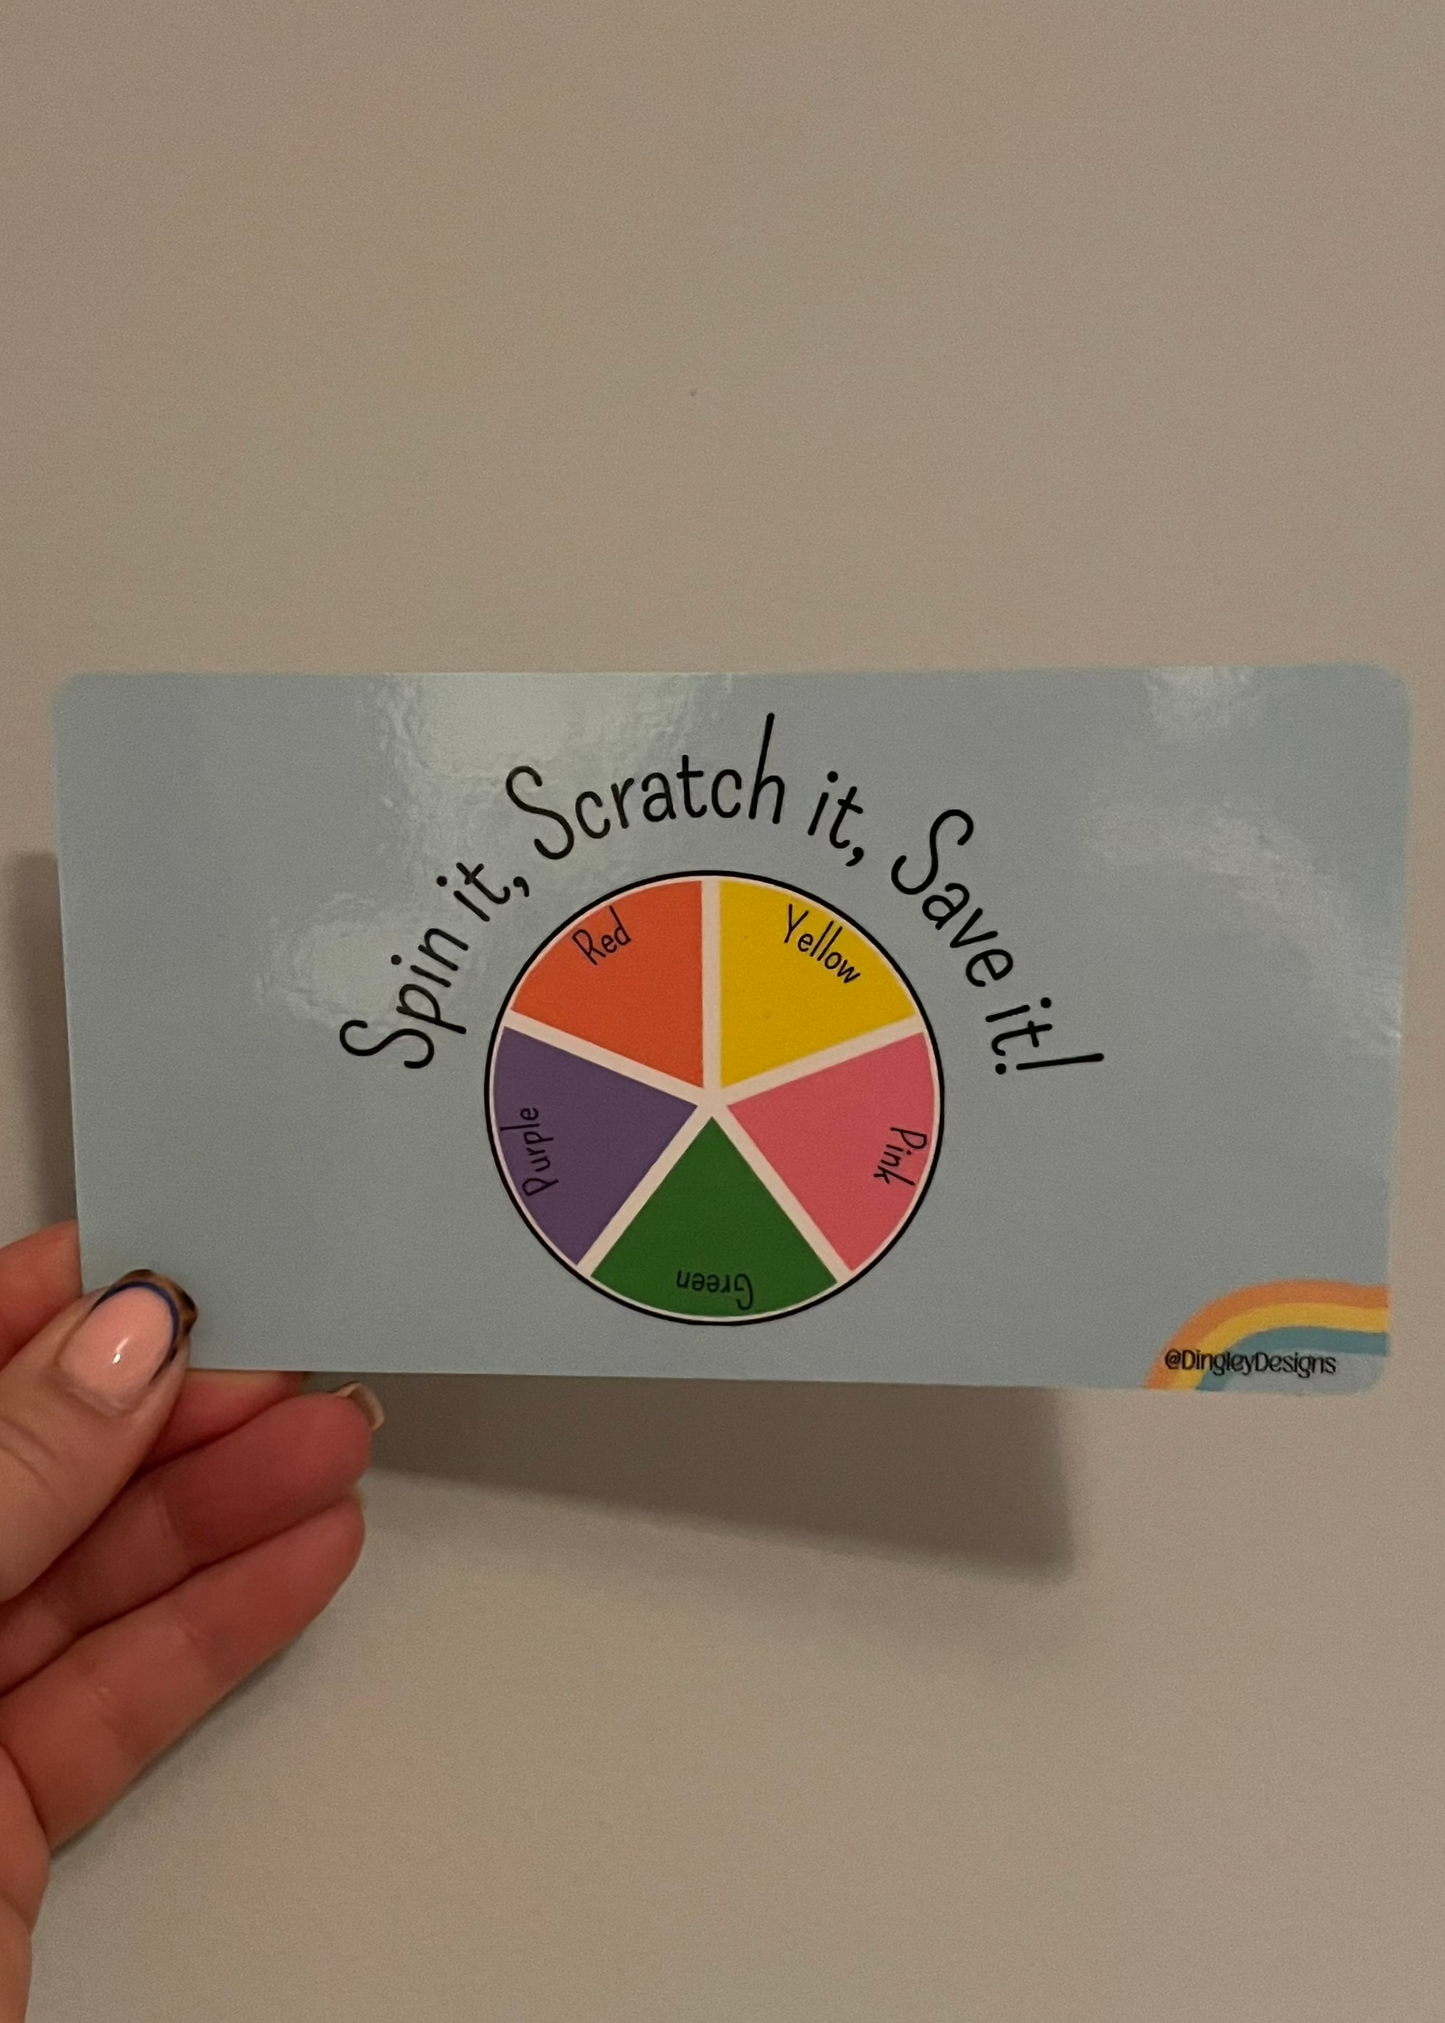 Spin it, Scratch it, Save it!
Red
Yellow
Purple
Pink
Green
@DingleyDesigns